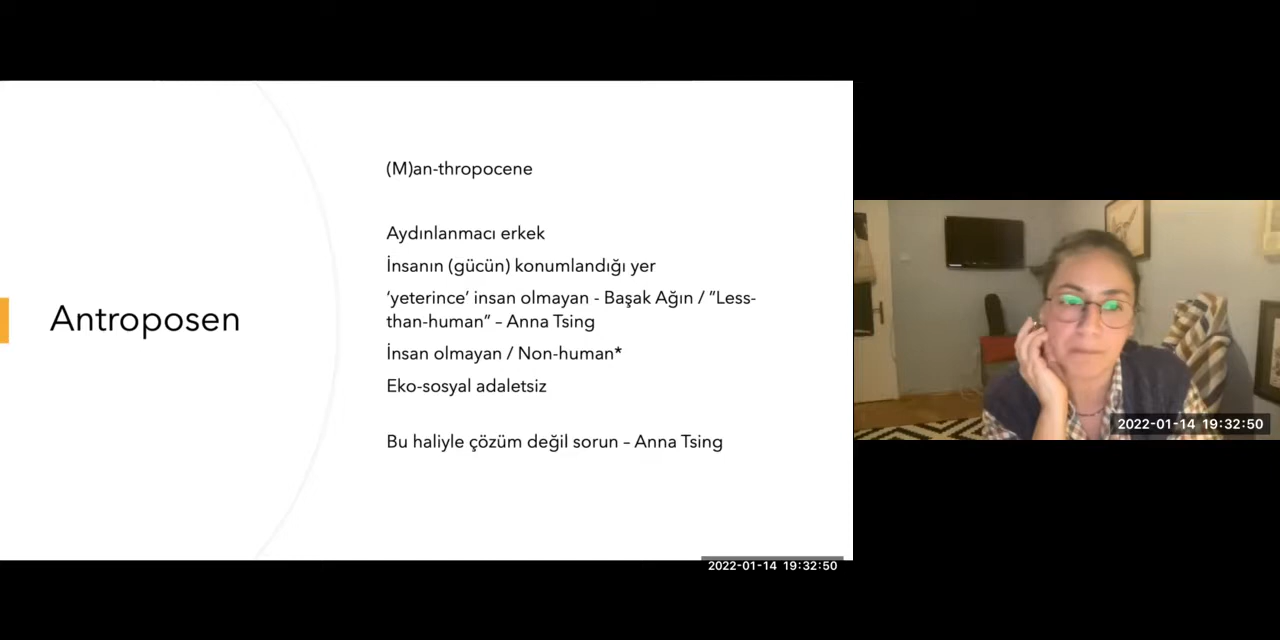 Antroposen
(M)an-thropocene
Aydınlanmacı erkek
İnsanın (gücün) konumlandığı yer
‘yeterince’ insan olmayan - Başak Ağın / ”Less-
than-human” – Anna Tsing
İnsan olmayan / Non-human*
Eko-sosyal adaletsiz
Bu haliyle çözüm değil sorun – Anna Tsing
2022-01-14 19:32:50
2022-01-14 19:32:50